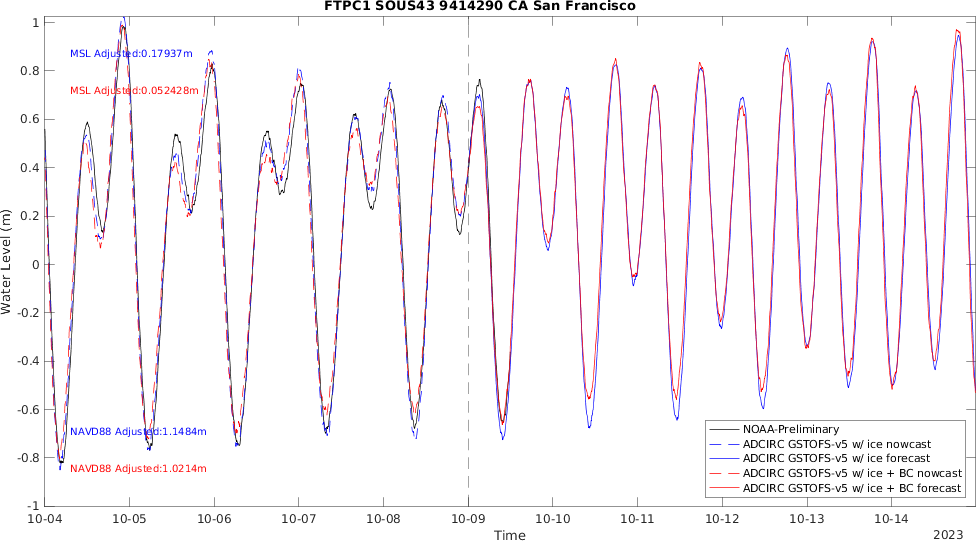 FTPC1 SOUS43 9414290 CA San Francisco
1
0.8
0.6
0.4
0.2
0
-0.2
-0.4
-0.6
-0.8
-1
Water Level (m)
MSL Adjusted:0.17937m
MSL Adjusted:0.052428m
NAVD88 Adjusted:1.1484m
NAVD88 Adjusted:1.0214m
NOAA-Preliminary
ADCIRC GSTOFS-v5 w/ ice nowcast
ADCIRC GSTOFS-v5 w/ ice forecast
ADCIRC GSTOFS-v5 w/ ice + BC nowcast
ADCIRC GSTOFS-v5 w/ ice + BC forecast
10-04 10-05 10-06 10-07 10-08 10-09 10-10 10-11 10-12 10-13 10-14
Time
2023